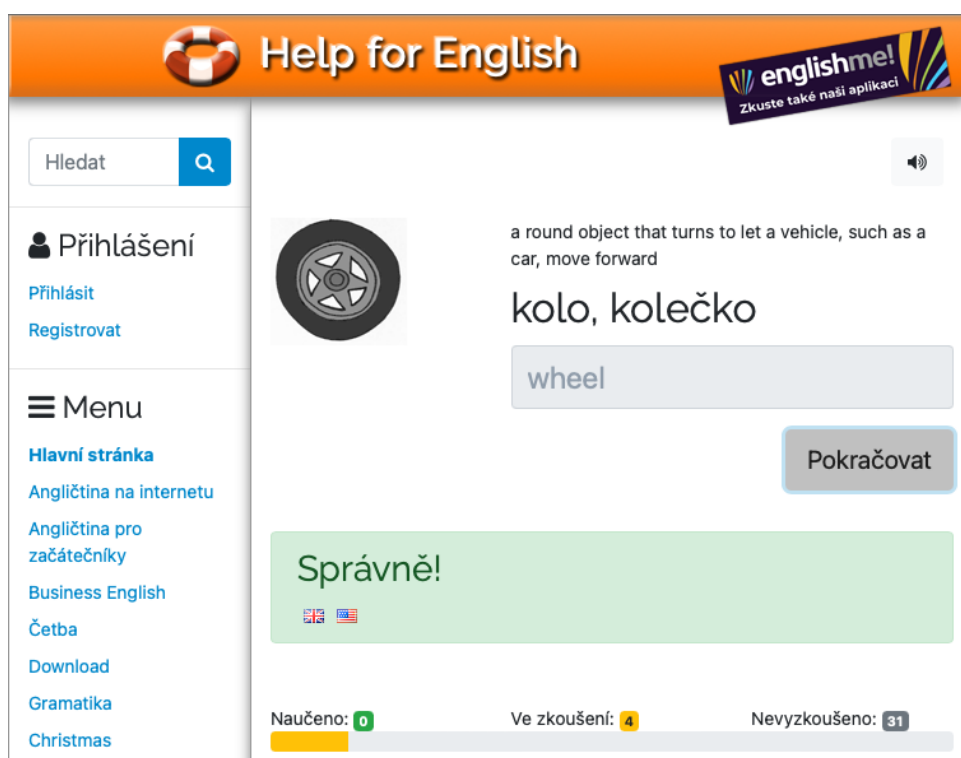 Help for English
englishme!
Zkuste také naši aplikaci
Hledat
Přihlášení
Přihlásit
Registrovat
Menu
Hlavní stránka
Angličtina na internetu
Angličtina pro
začátečníky
Business English
Četba
Download
Gramatika
Christmas
a round object that turns to let a vehicle, such as a
car, move forward
kolo, kolečko
wheel
Pokračovat
Správně!
Naučeno: 0
Ve zkoušení: 4
Nevyzkoušeno: 31